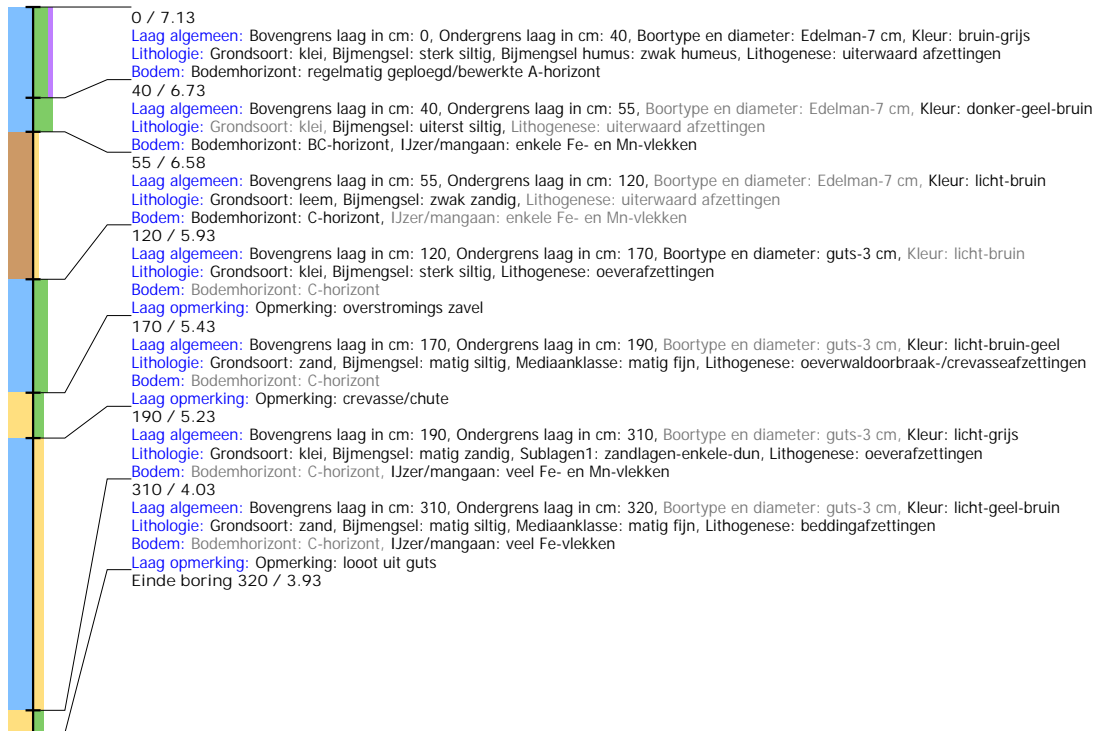 0 / 7.13
Laag algemeen: Bovengrens laag in cm: 0, Ondergrens laag in cm: 40, Boortype en diameter: Edelman-7 cm, Kleur: bruin-grijs
Lithologie: Grondsoort: klei, Bijmengsel: sterk siltig, Bijmengsel humus: zwak humeus, Lithogenese: uiterwaard afzettingen
Bodem: Bodemhorizont: regelmatig geploegd/bewerkte A-horizont
40 / 6.73
Laag algemeen: Bovengrens laag in cm: 40, Ondergrens laag in cm: 55, Boortype en diameter: Edelman-7 cm, Kleur: donker-geel-bruin
Lithologie: Grondsoort: klei, Bijmengsel: uiterst siltig, Lithogenese: uiterwaard afzettingen
Bodem: Bodemhorizont: BC-horizont, IJzer/mangaan: enkele Fe- en Mn-vlekken
55 / 6.58
Laag algemeen: Bovengrens laag in cm: 55, Ondergrens laag in cm: 120, Boortype en diameter: Edelman-7 cm, Kleur: licht-bruin
Lithologie: Grondsoort: leem, Bijmengsel: zwak zandig, Lithogenese: uiterwaard afzettingen
Bodem: Bodemhorizont: C-horizont, IJzer/mangaan: enkele Fe- en Mn-vlekken
120 / 5.93
Laag algemeen: Bovengrens laag in cm: 120, Ondergrens laag in cm: 170, Boortype en diameter: guts-3 cm, Kleur: licht-bruin
Lithologie: Grondsoort: klei, Bijmengsel: sterk siltig, Lithogenese: oeverafzettingen
Bodem: Bodemhorizont: C-horizont
Laag opmerking: Opmerking: overstromings zavel
170 / 5.43
Laag algemeen: Bovengrens laag in cm: 170, Ondergrens laag in cm: 190, Boortype en diameter: guts-3 cm, Kleur: licht-bruin-geel
Lithologie: Grondsoort: zand, Bijmengsel: matig siltig, Mediaanklasse: matig fijn, Lithogenese: oeverwaldoorbraak-/crevasseafzettingen
Bodem: Bodemhorizont: C-horizont
Laag opmerking: Opmerking: crevasse/chute
190 / 5.23
Laag algemeen: Bovengrens laag in cm: 190, Ondergrens laag in cm: 310, Boortype en diameter: guts-3 cm, Kleur: licht-grijs
Lithologie: Grondsoort: klei, Bijmengsel: matig zandig, Sublagen1: zandlagen-enkele-dun, Lithogenese: oeverafzettingen
Bodem: Bodemhorizont: C-horizont, IJzer/mangaan: veel Fe- en Mn-vlekken
310 / 4.03
Laag algemeen: Bovengrens laag in cm: 310, Ondergrens laag in cm: 320, Boortype en diameter: guts-3 cm, Kleur: licht-geel-bruin
Lithologie: Grondsoort: zand, Bijmengsel: matig siltig, Mediaanklasse: matig fijn, Lithogenese: beddingafzettingen
Bodem: Bodemhorizont: C-horizont, IJzer/mangaan: veel Fe-vlekken
Laag opmerking: Opmerking: looot uit guts
Einde boring 320 / 3.93